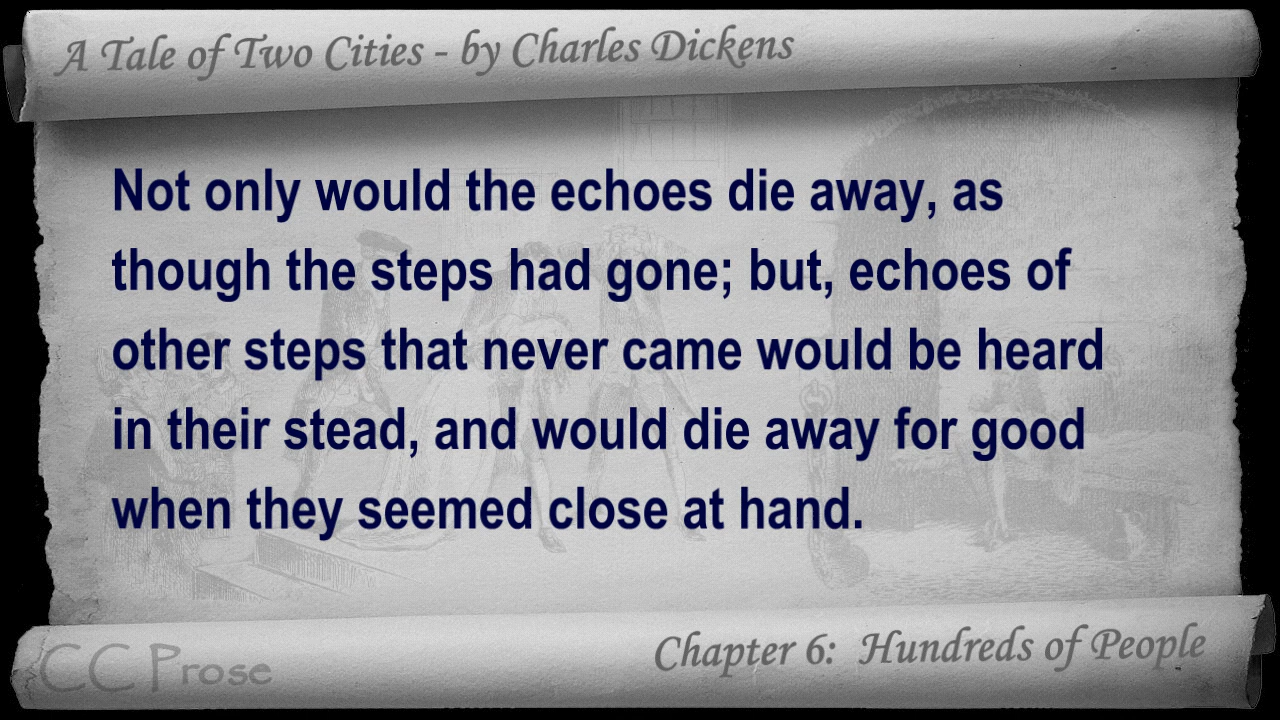 A Tale of Two Cities - by Charles Dickens
Not only would the echoes die away, as
though the steps had gone; but, echoes of
other steps that never came would be heard
in their stead, and would die away for good
when they seemed close at hand.
Chapter 6: Hundreds of People
CC Prose